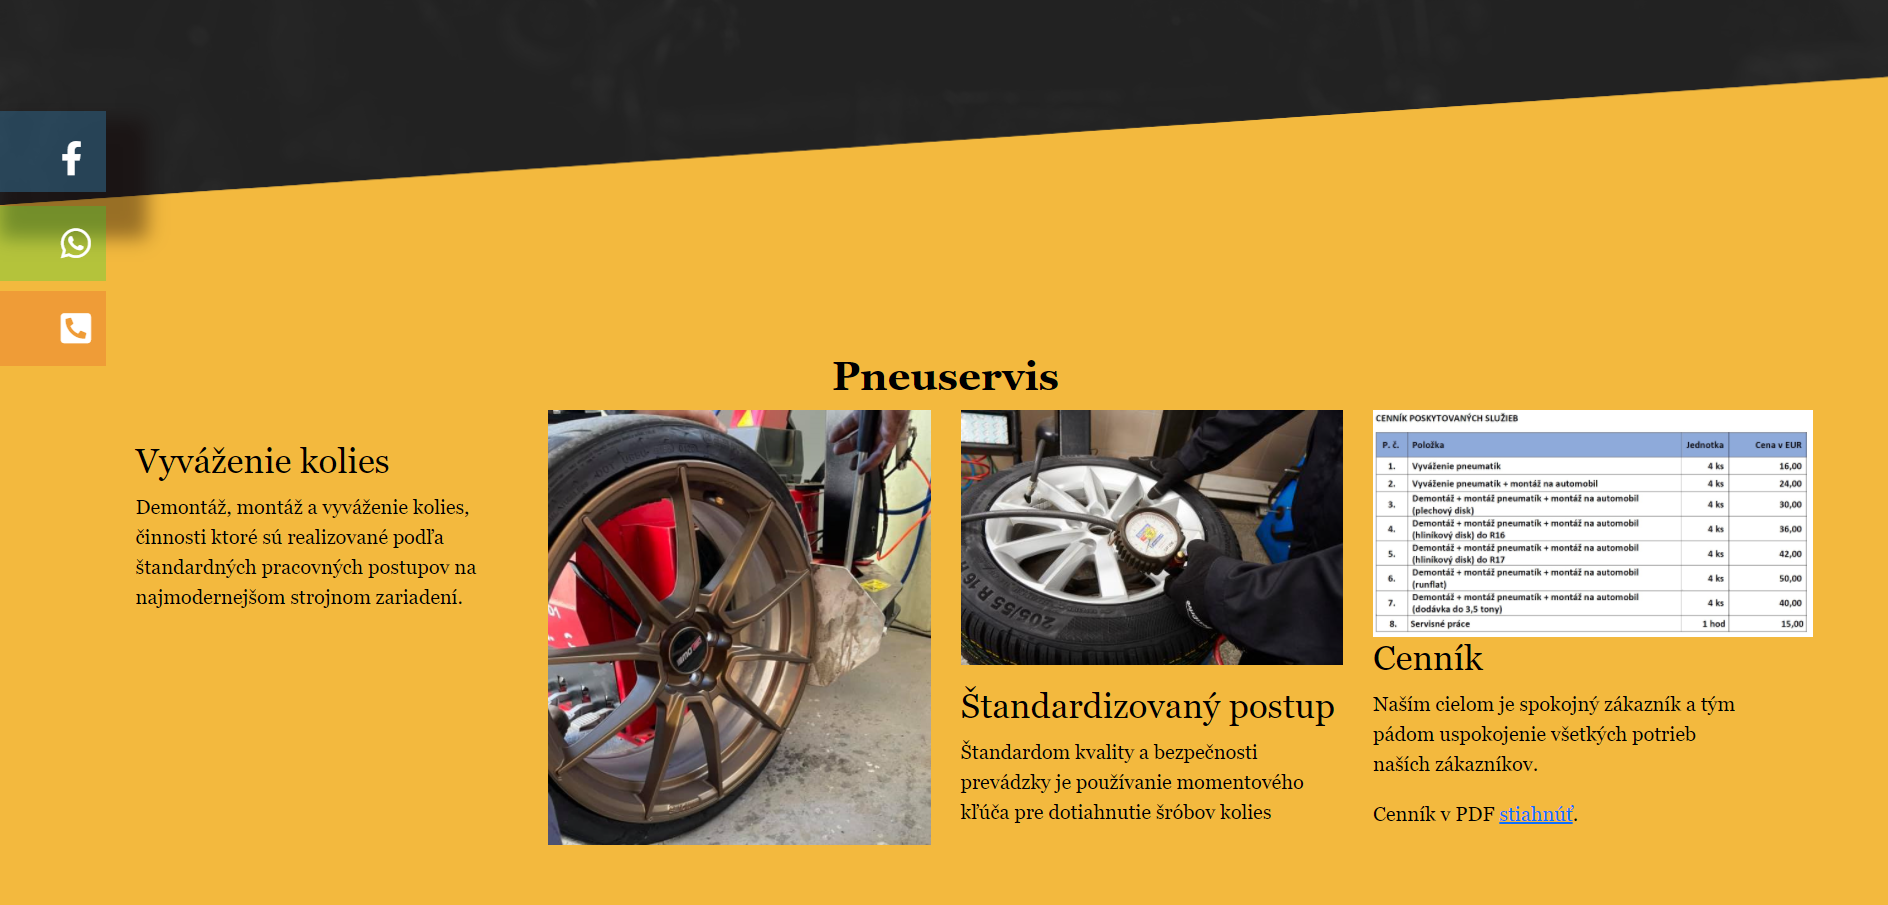 Pneuservis
Vyváženie kolies
Demontáž, montáž a vyváženie kolies,
činnosti ktoré sú realizované podľa
štandardných pracovných postupov na
najmodernejšom strojnom zariadení.
205/55 R 16
Štandardizovaný postup
Štandardom kvality a bezpečnosti
prevádzky je používanie momentového
kľúča pre dotiahnutie šróbov kolies
CENNÍK POSKYTOVANÝCH SLUŽIEB
P. č. Položka Jednotka Cena v EUR
1. Vyváženie pneumatik 4 ks 16,00
2. Vyváženie pneumatik + montáž na automobil 4 ks 24,00
3. Demontáž + montáž pneumatík + montáž na automobil 4 ks 30,00
(plechový disk)
4. Demontáž + montáž pneumatík + montáž na automobil 4 ks 36,00
(hliníkový disk) do R16
5. Demontáž + montáž pneumatík + montáž na automobil 4 ks 42,00
(hliníkový disk) do R17
6. Demontáž + montáž pneumatík + montáž na automobil 4 ks 50,00
(runflat)
7. Demontáž + montáž pneumatík + montáž na automobil 4 ks 40,00
(dodávka do 3,5 tony)
8. Servisné práce 1 hod 15,00
Cenník
Naším cielom je spokojný zákazník a tým
pádom uspokojenie všetkých potrieb
naších zákazníkov.
Cenník v PDF stiahnúť.